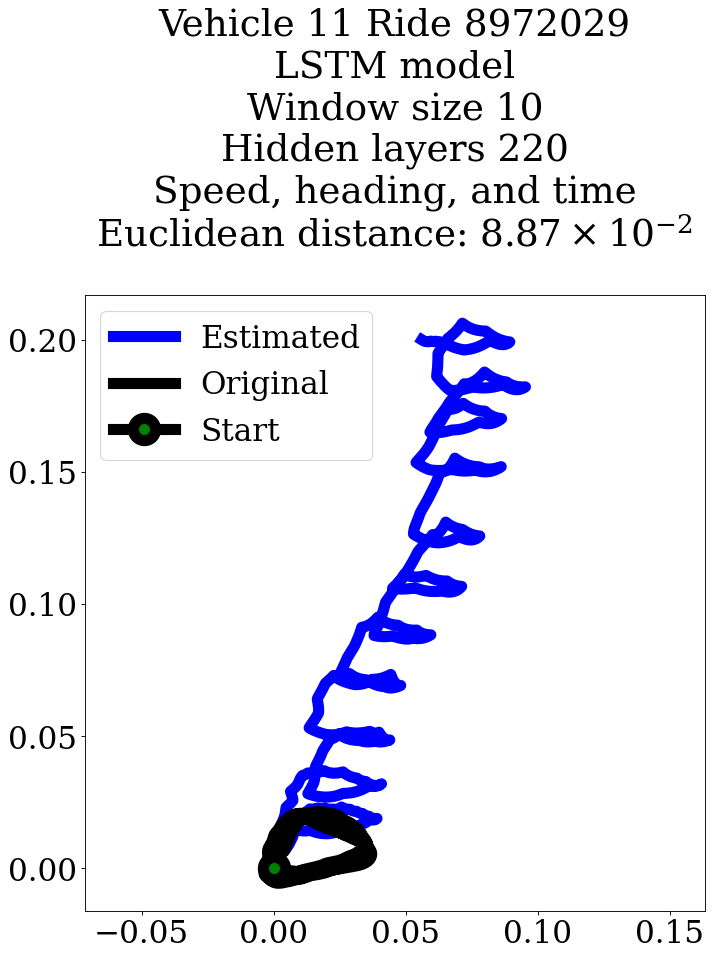 Vehicle 11 Ride 8972029
LSTM model
Window size 10
Hidden layers 220
Speed, heading, and time
Euclidean distance: 8.87 × 10⁻²
Estimated
Original
Start
0.20
0.15
0.10
0.05
0.00
−0.05 0.00 0.05 0.10 0.15